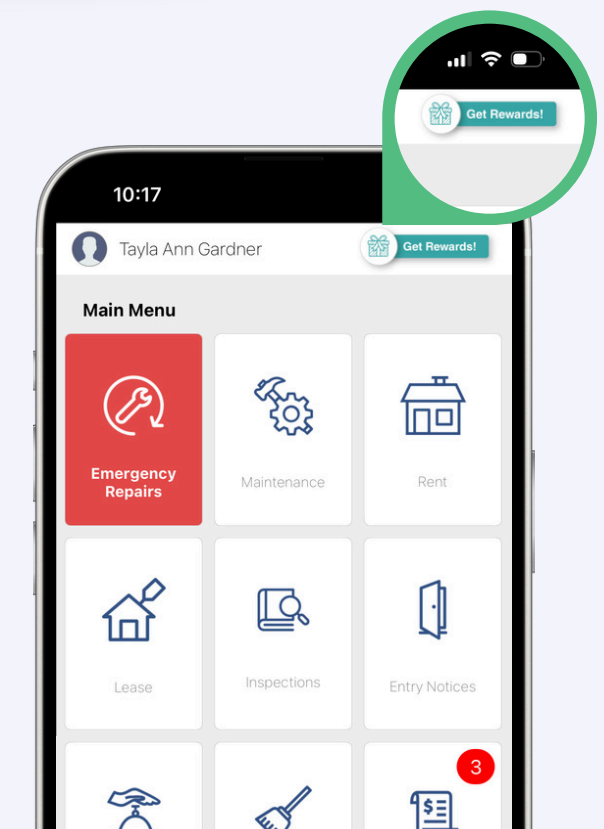 Get Rewards!
10:17
Tayla Ann Gardner
Get Rewards!
Main Menu
Emergency
Repairs
Maintenance
Rent
Lease
Inspections
Entry Notices
3
$